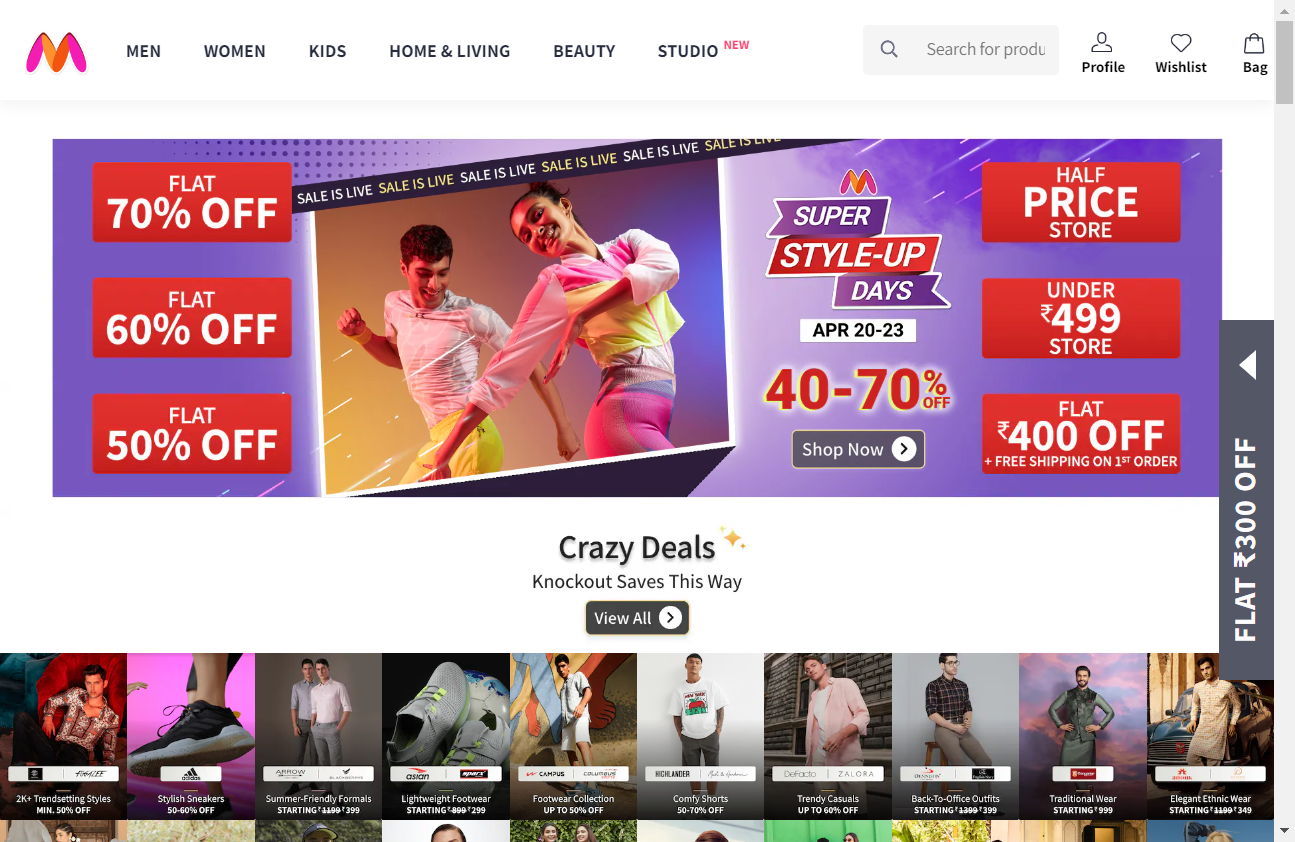 MEN
WOMEN
KIDS
HOME & LIVING
BEAUTY
STUDIO NEW
Search for produ
Profile
Wishlist
Bag
SALE IS LIVE SALE IS LIVE SALE IS LIVE SALE IS LIVE SALE IS LIVE SALE IS LIVE
FLAT
70% OFF
FLAT
60% OFF
FLAT
50% OFF
SUPER
STYLE-UP
DAYS
APR 20-23
40-70% OFF
Shop Now
HALF
PRICE
STORE
UNDER
₹499
STORE
FLAT
₹400 OFF
+ FREE SHIPPING ON 1ST ORDER
FLAT ₹300 OFF
Crazy Deals
Knockout Saves This Way
View All
2K+ Trendsetting Styles
MIN. 50% OFF
adidas
Stylish Sneakers
50-60% OFF
ARROW
BLACKBERRYS
Summer-Friendly Formals
STARTING ₹1199 ₹399
asian
sparx
Lightweight Footwear
STARTING ₹899 ₹299
CAMPUS
COLUMBUS
Footwear Collection
UP TO 50% OFF
HIGHLANDER
Comfy Shorts
50-70% OFF
DeFacto
ZALORA
Trendy Casuals
UP TO 60% OFF
Back-To-Office Outfits
STARTING ₹1399 ₹399
Traditional Wear
STARTING ₹999
Elegant Ethnic Wear
STARTING ₹1199 ₹349